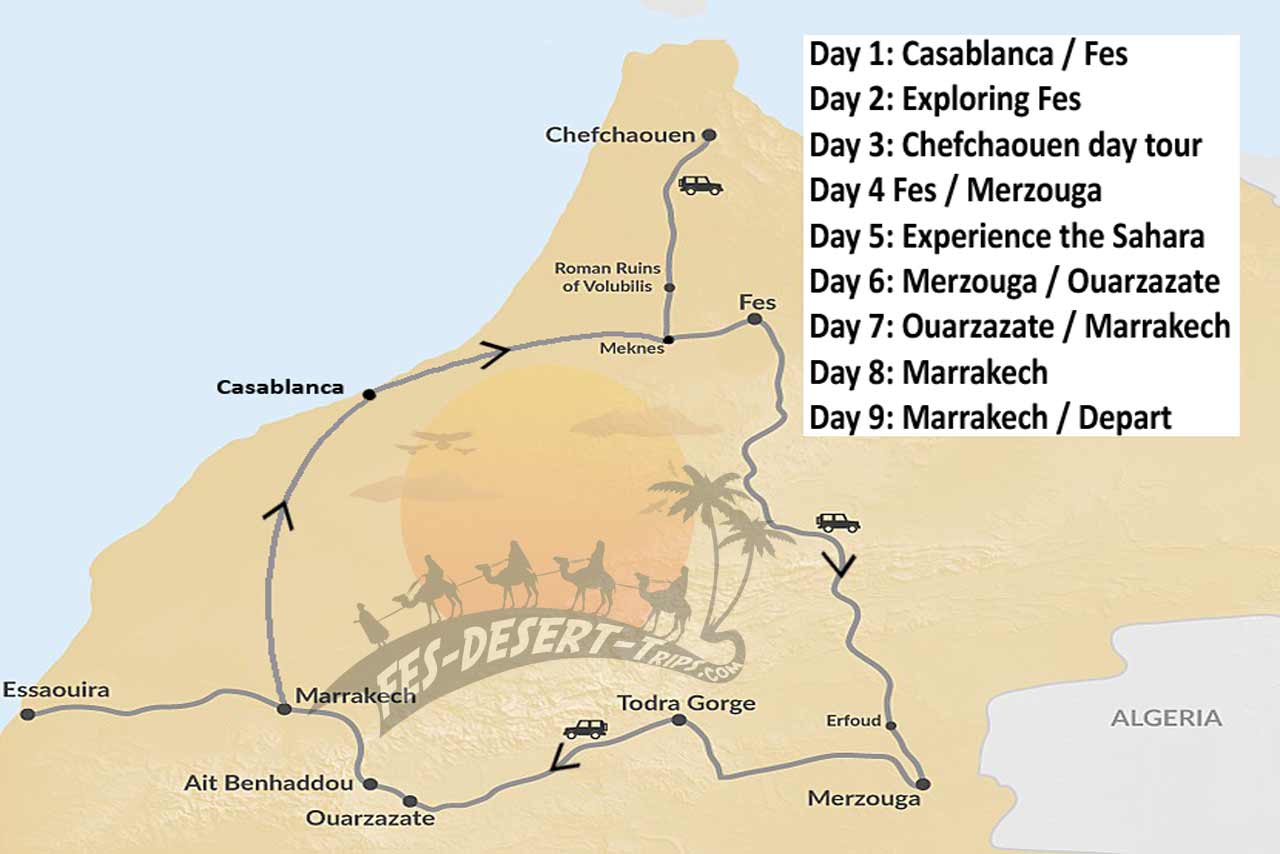 Day 1: Casablanca / Fes
Day 2: Exploring Fes
Day 3: Chefchaouen day tour
Day 4 Fes / Merzouga
Day 5: Experience the Sahara
Day 6: Merzouga / Ouarzazate
Day 7: Ouarzazate / Marrakech
Day 8: Marrakech
Day 9: Marrakech / Depart
Chefchaouen
Roman Ruins
of Volubilis
Fes
Meknes
Casablanca
FES-DESERT-TRIPS.COM
Essaouira
Marrakech
Todra Gorge
Erfoud
ALGERIA
Ait Benhaddou
Merzouga
Ouarzazate